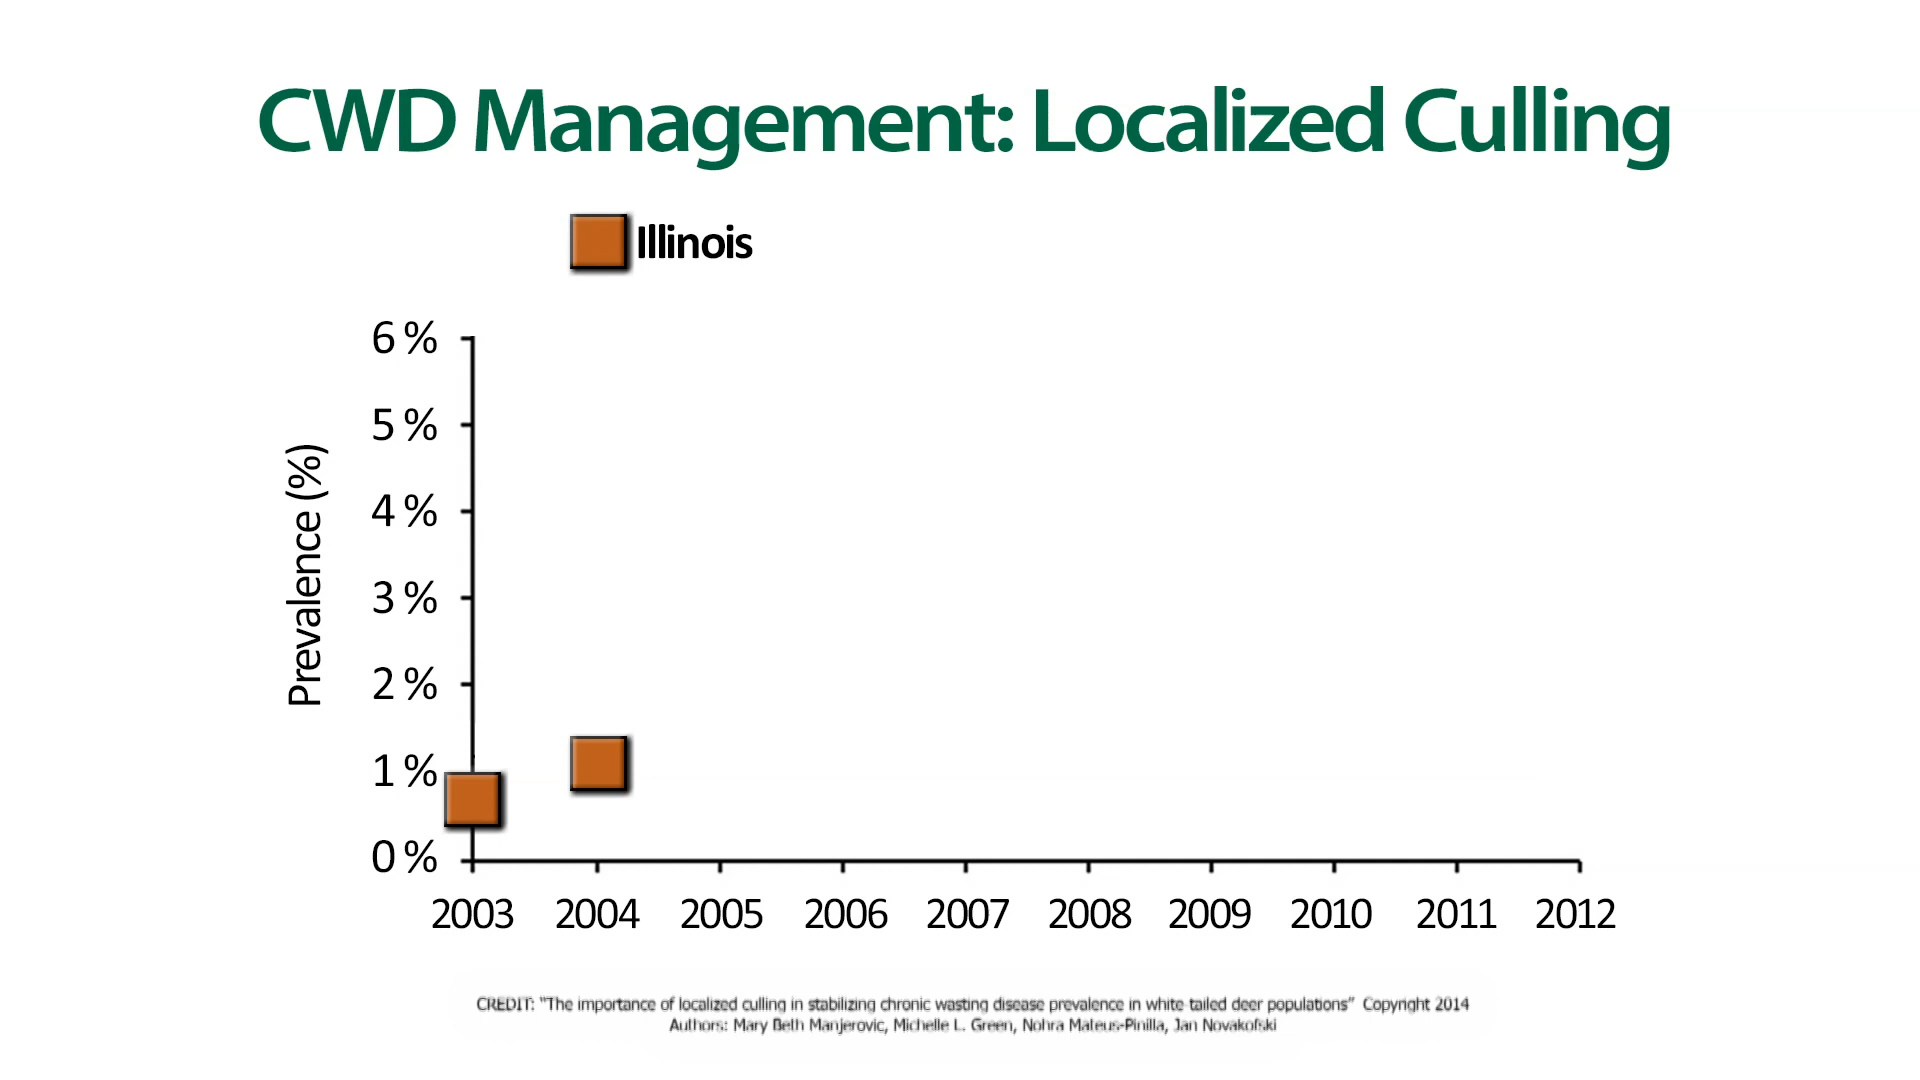 CWD Management: Localized Culling
Illinois
6 %
5 %
4 %
3 %
2 %
1 %
0 %
Prevalence (%)
2003 2004 2005 2006 2007 2008 2009 2010 2011 2012
CREDIT: "The importance of localized culling in stabilizing chronic wasting disease prevalence in white-tailed deer populations" Copyright 2014
Authors: Mary Beth Manjerovic, Michelle L. Green, Nohra Mateus-Pinilla, Jan Novakofski